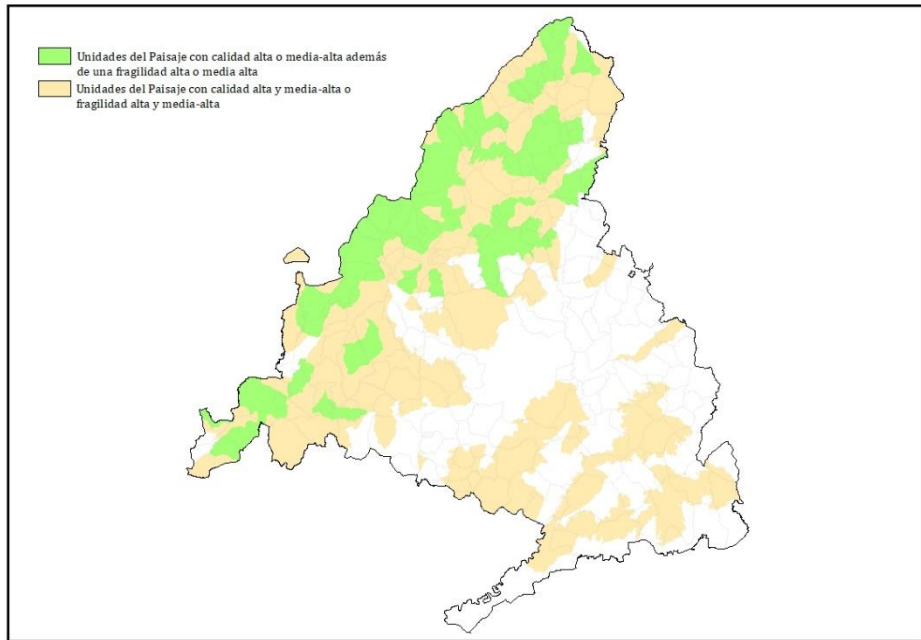 Unidades del Paisaje con calidad alta o media-alta además
de una fragilidad alta o media alta
Unidades del Paisaje con calidad alta y media-alta o
fragilidad alta y media-alta